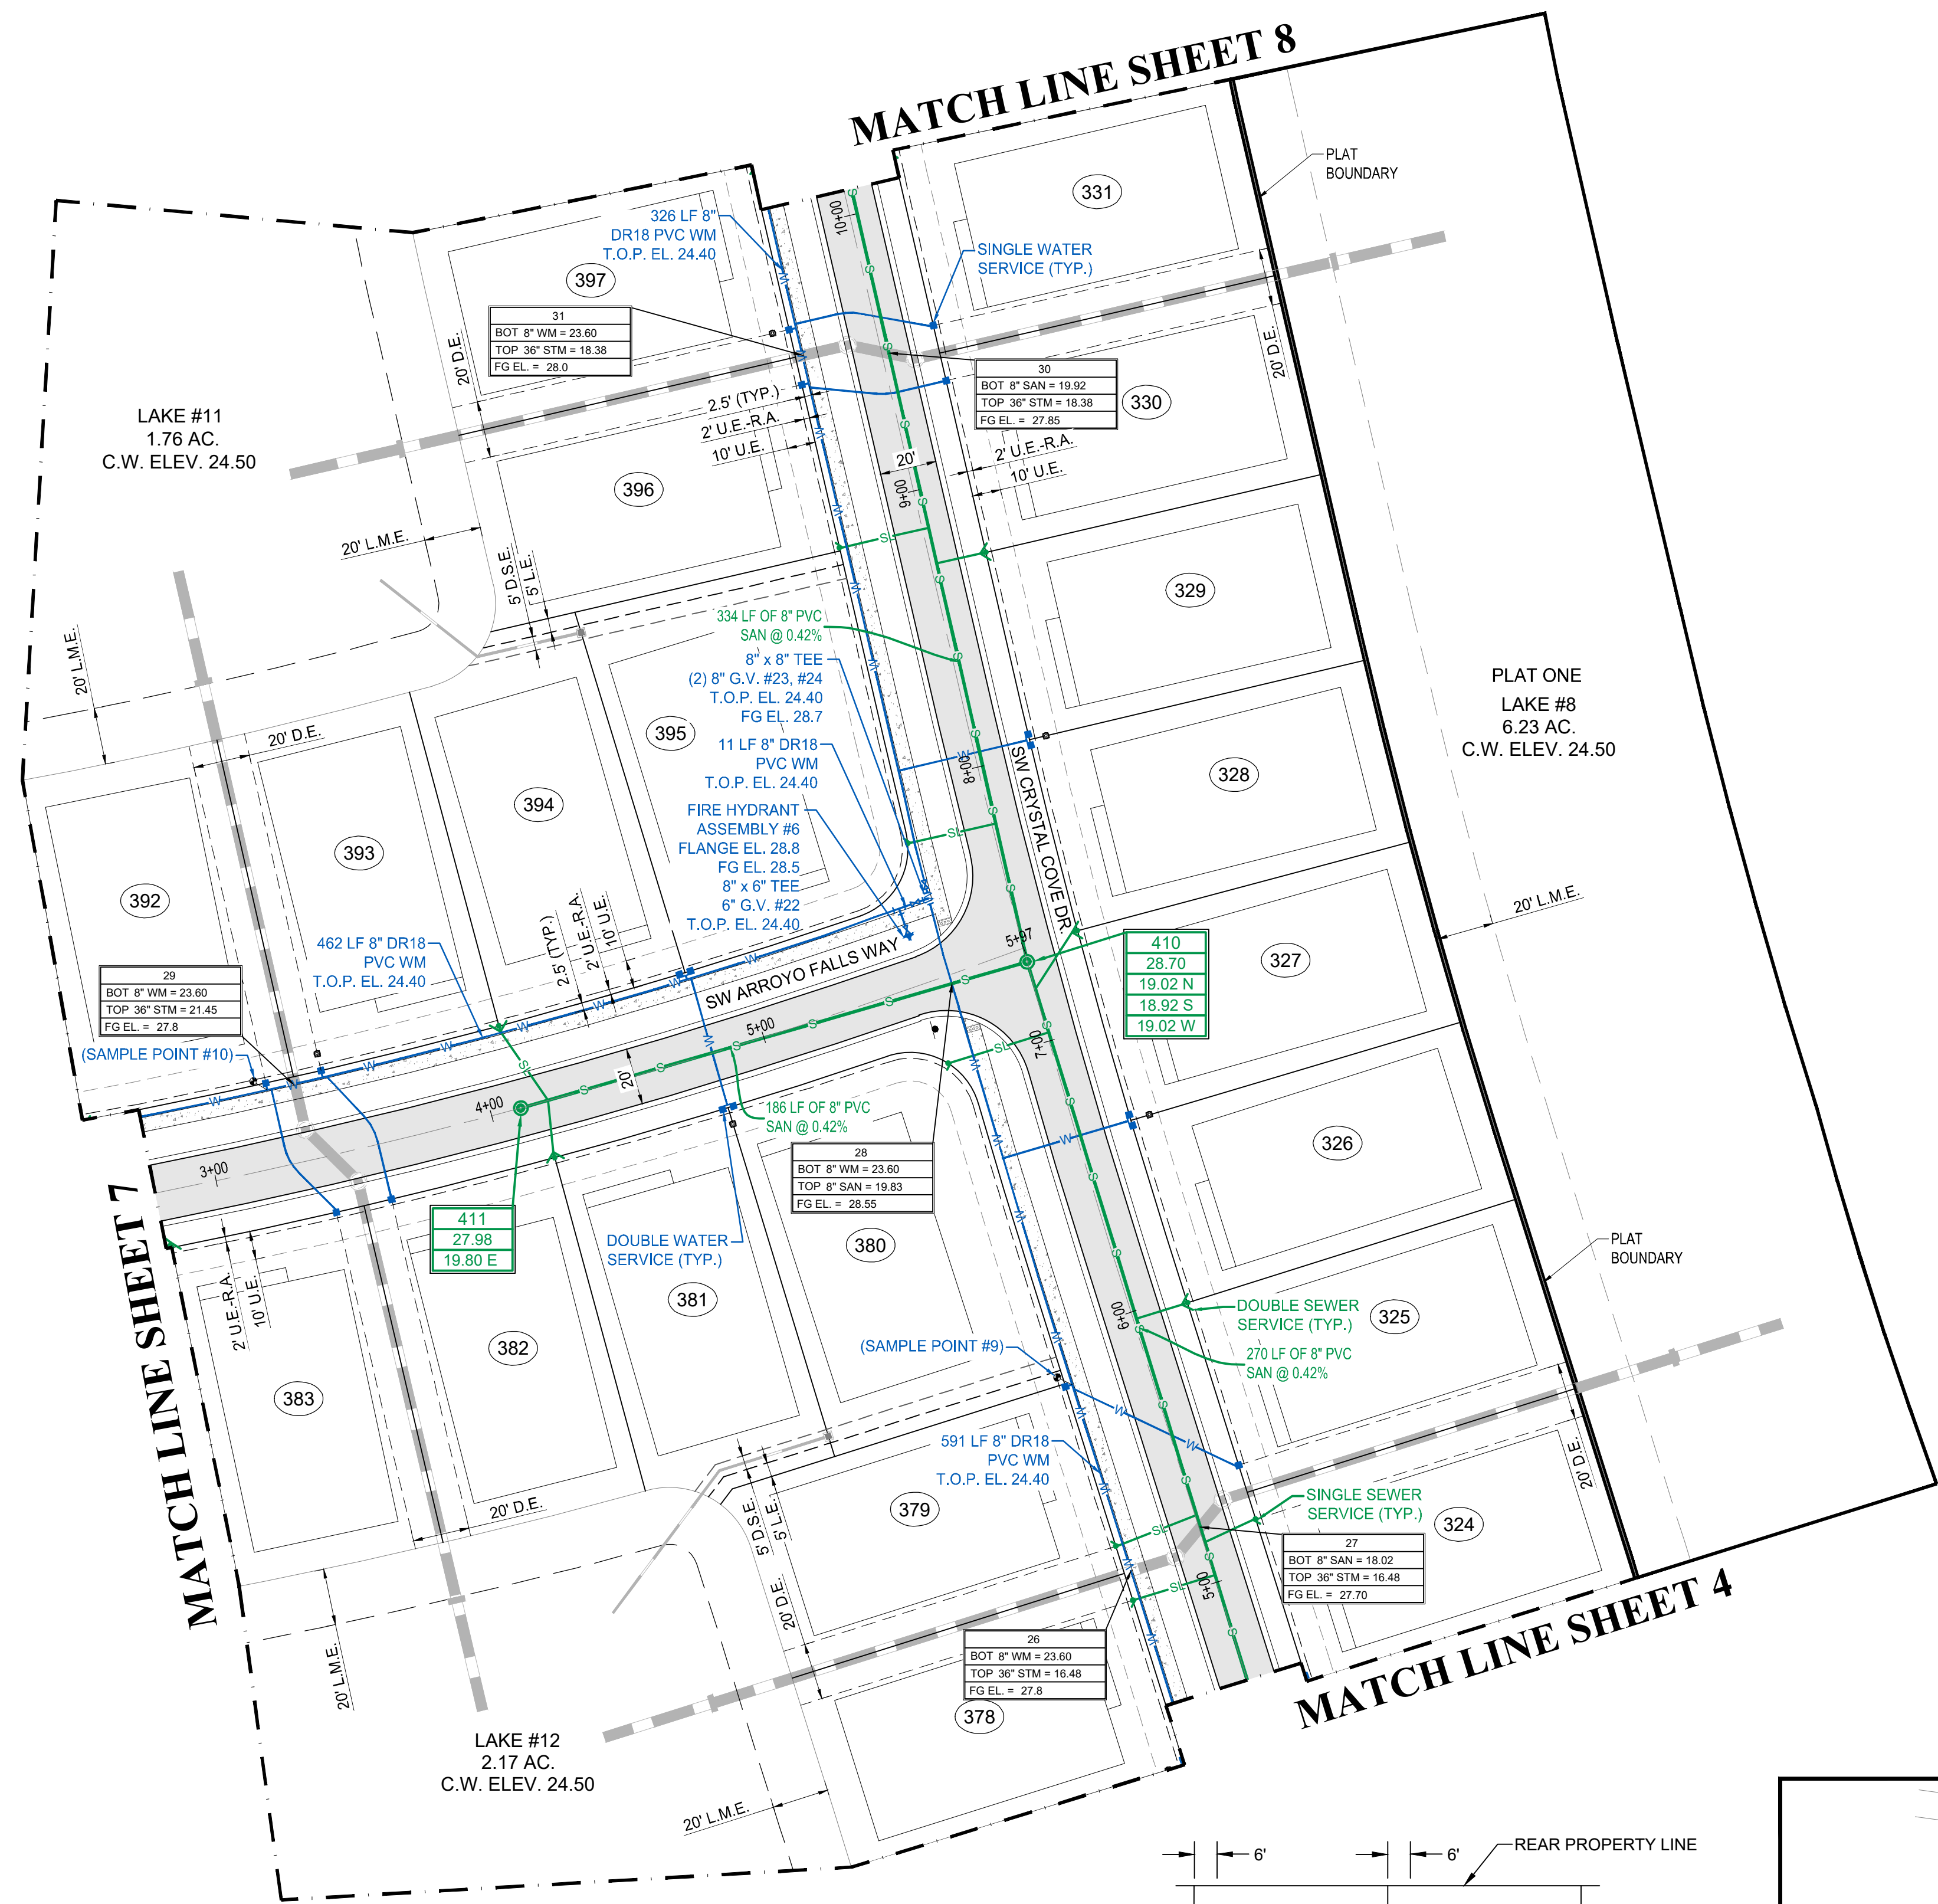 MATCH LINE SHEET 8
331
PLAT
BOUNDARY
326 LF 8"
DR18 PVC WM
T.O.P. EL. 24.40
397
SINGLE WATER
SERVICE (TYP.)
10+00
31
BOT 8" WM = 23.60
TOP 36" STM = 18.38
FG EL. = 28.0
20' D.E.
20' D.E.
30
BOT 8" SAN = 19.92
TOP 36" STM = 18.38
FG EL. = 27.85
330
LAKE #11
1.76 AC.
C.W. ELEV. 24.50
2.5' (TYP.)
2' U.E.-R.A.
10' U.E.
20'
2' U.E.-R.A.
10' U.E.
396
9+00
20' L.M.E.
5' D.S.E.
5' L.E.
329
334 LF OF 8" PVC
SAN @ 0.42%
20' L.M.E.
8" x 8" TEE
(2) 8" G.V. #23, #24
T.O.P. EL. 24.40
FG EL. 28.7
395
PLAT ONE
LAKE #8
6.23 AC.
C.W. ELEV. 24.50
20' D.E.
11 LF 8" DR18
PVC WM
T.O.P. EL. 24.40
8+00
SW CRYSTAL COVE DR.
328
394
FIRE HYDRANT
ASSEMBLY #6
FLANGE EL. 28.8
FG EL. 28.5
8" x 6" TEE
6" G.V. #22
T.O.P. EL. 24.40
393
392
20' L.M.E.
2.5 (TYP.)
2' U.E.-R.A.
10' U.E.
462 LF 8" DR18
PVC WM
T.O.P. EL. 24.40
5+97
410
28.70
19.02 N
18.92 S
19.02 W
327
29
BOT 8" WM = 23.60
TOP 36" STM = 21.45
FG EL. = 27.8
SW ARROYO FALLS WAY
5+00
(SAMPLE POINT #10)
7+00
20'
4+00
186 LF OF 8" PVC
SAN @ 0.42%
326
28
BOT 8" WM = 23.60
TOP 8" SAN = 19.83
FG EL. = 28.55
3+00
MATCH LINE SHEET 7
411
27.98
19.80 E
DOUBLE WATER
SERVICE (TYP.)
380
PLAT
BOUNDARY
2' U.E.-R.A.
10' U.E.
381
6+00
DOUBLE SEWER
SERVICE (TYP.)
325
382
(SAMPLE POINT #9)
270 LF OF 8" PVC
SAN @ 0.42%
383
591 LF 8" DR18
PVC WM
T.O.P. EL. 24.40
20' D.E.
20' D.E.
379
5' D.S.E.
5' L.E.
SINGLE SEWER
SERVICE (TYP.)
324
27
BOT 8" SAN = 18.02
TOP 36" STM = 16.48
FG EL. = 27.70
5+00
20' D.E.
MATCH LINE SHEET 4
26
BOT 8" WM = 23.60
TOP 36" STM = 16.48
FG EL. = 27.8
20' L.M.E.
378
LAKE #12
2.17 AC.
C.W. ELEV. 24.50
20' L.M.E.
6'
6'
REAR PROPERTY LINE